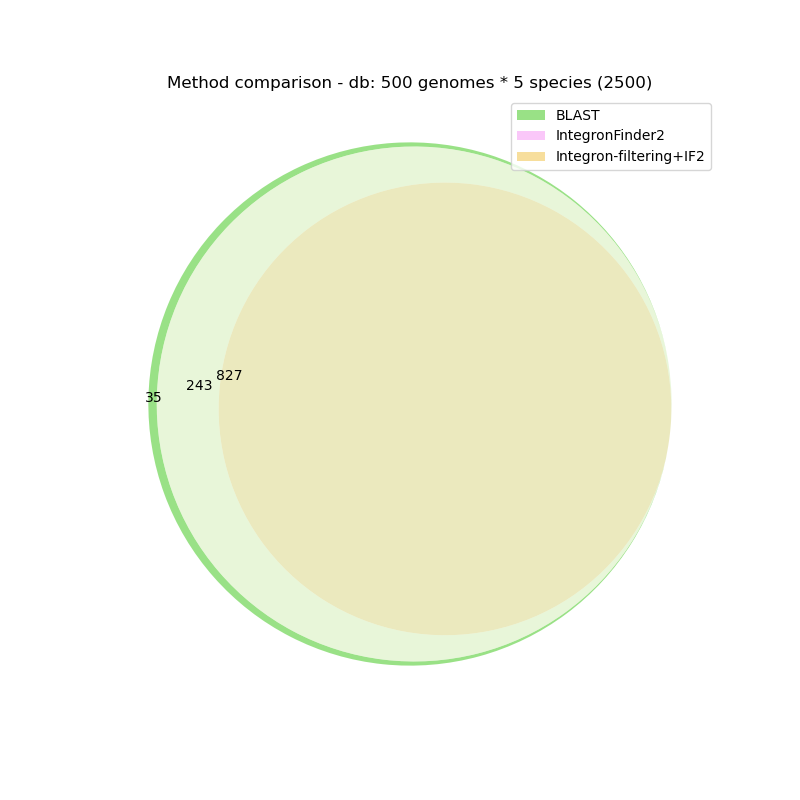 Method comparison - db: 500 genomes * 5 species (2500)
BLAST
IntegronFinder2
Integron-filtering+IF2
827
243
35